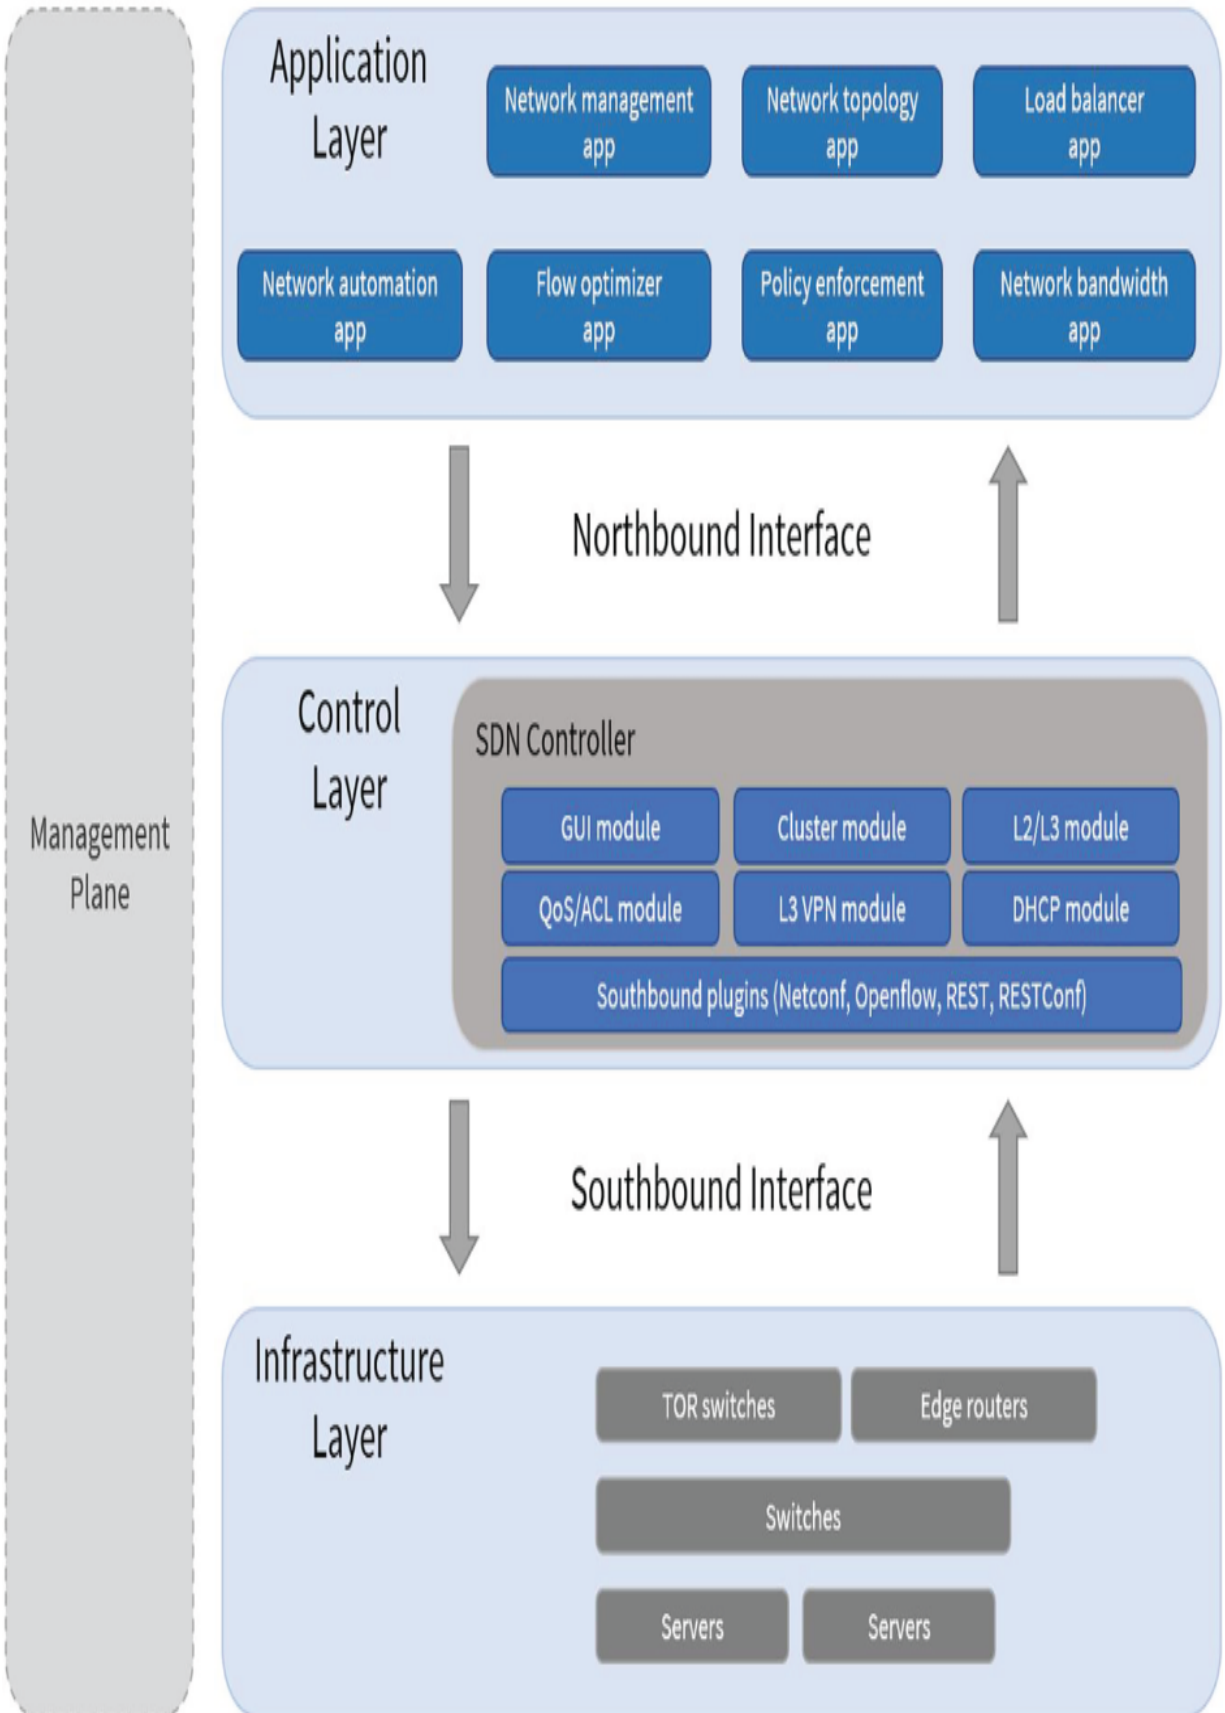 Application
Layer
Network management
app
Network topology
app
Load balancer
app
Network automation
app
Flow optimizer
app
Policy enforcement
app
Network bandwidth
app
Northbound Interface
Management
Plane
Control
Layer
SDN Controller
GUI module
Cluster module
L2/L3 module
QoS/ACL module
L3 VPN module
DHCP module
Southbound plugins (Netconf, Openflow, REST, RESTConf)
Southbound Interface
Infrastructure
Layer
TOR switches
Edge routers
Switches
Servers
Servers